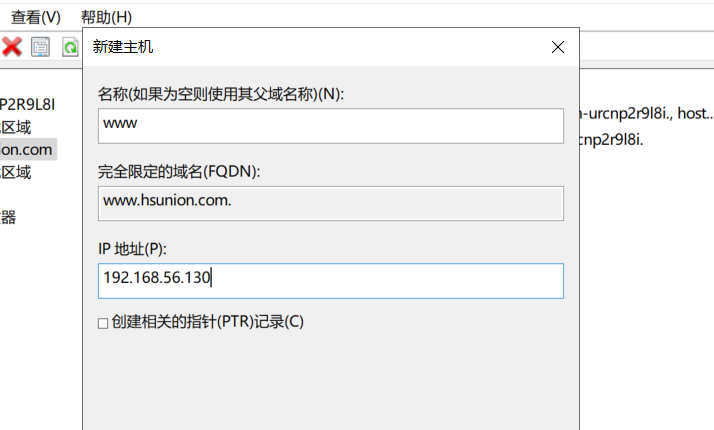 查看(V) 帮助(H)
新建主机
名称(如果为空则使用其父域名称)(N):
www
完全限定的域名(FQDN):
www.hsunion.com.
IP 地址(P):
192.168.56.130
创建相关的指针(PTR)记录(C)
P2R9L8I
区域
ion.com
区域
器
n-urcnp2r9l8i., host..
cnp2r9l8i.